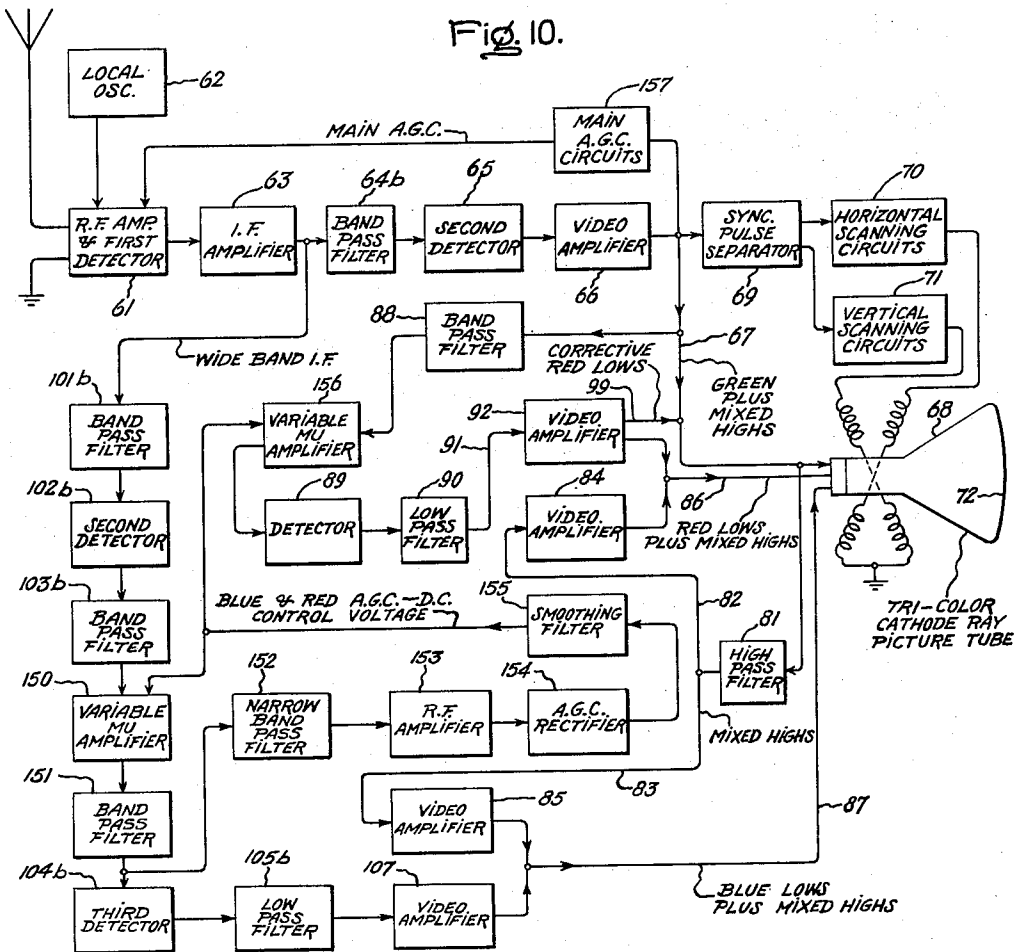 Fig. 10.
LOCAL
OSC.
62
157
MAIN A.G.C.
MAIN
A.G.C.
CIRCUITS
63
64b
65
70
R.F. AMP.
& FIRST
DETECTOR
61
I.F.
AMPLIFIER
BAND
PASS
FILTER
SECOND
DETECTOR
VIDEO
AMPLIFIER
66
SYNC.
PULSE
SEPARATOR
69
HORIZONTAL
SCANNING
CIRCUITS
71
VERTICAL
SCANNING
CIRCUITS
88
BAND
PASS
FILTER
67
WIDE BAND I.F.
CORRECTIVE
RED LOWS
GREEN
PLUS
MIXED
HIGHS
101b
BAND
PASS
FILTER
156
VARIABLE
MU
AMPLIFIER
92
99
VIDEO
AMPLIFIER
91
68
102b
SECOND
DETECTOR
89
DETECTOR
90
LOW
PASS
FILTER
84
VIDEO
AMPLIFIER
86
RED LOWS
PLUS MIXED HIGHS
72
103b
BAND
PASS
FILTER
BLUE & RED A.G.C.-D.C.
CONTROL
VOLTAGE
155
SMOOTHING
FILTER
82
81
HIGH
PASS
FILTER
TRI-COLOR
CATHODE RAY
PICTURE TUBE
150
VARIABLE
MU
AMPLIFIER
152
NARROW
BAND
PASS
FILTER
153
R.F.
AMPLIFIER
154
A.G.C.
RECTIFIER
MIXED HIGHS
151
BAND
PASS
FILTER
85
VIDEO
AMPLIFIER
83
87
104b
THIRD
DETECTOR
105b
LOW
PASS
FILTER
107
VIDEO
AMPLIFIER
BLUE LOWS
PLUS MIXED HIGHS